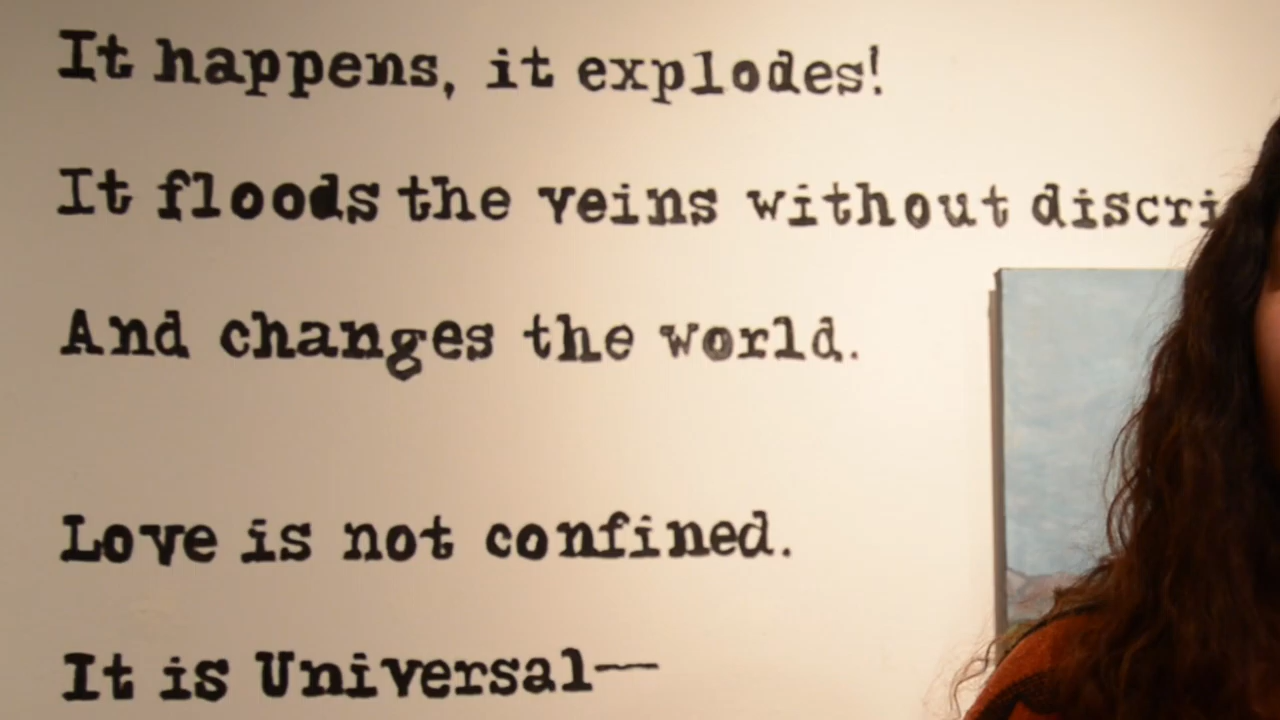 It happens, it explodes!
It floods the veins without discri
And changes the world.
Love is not confined.
It is Universal—